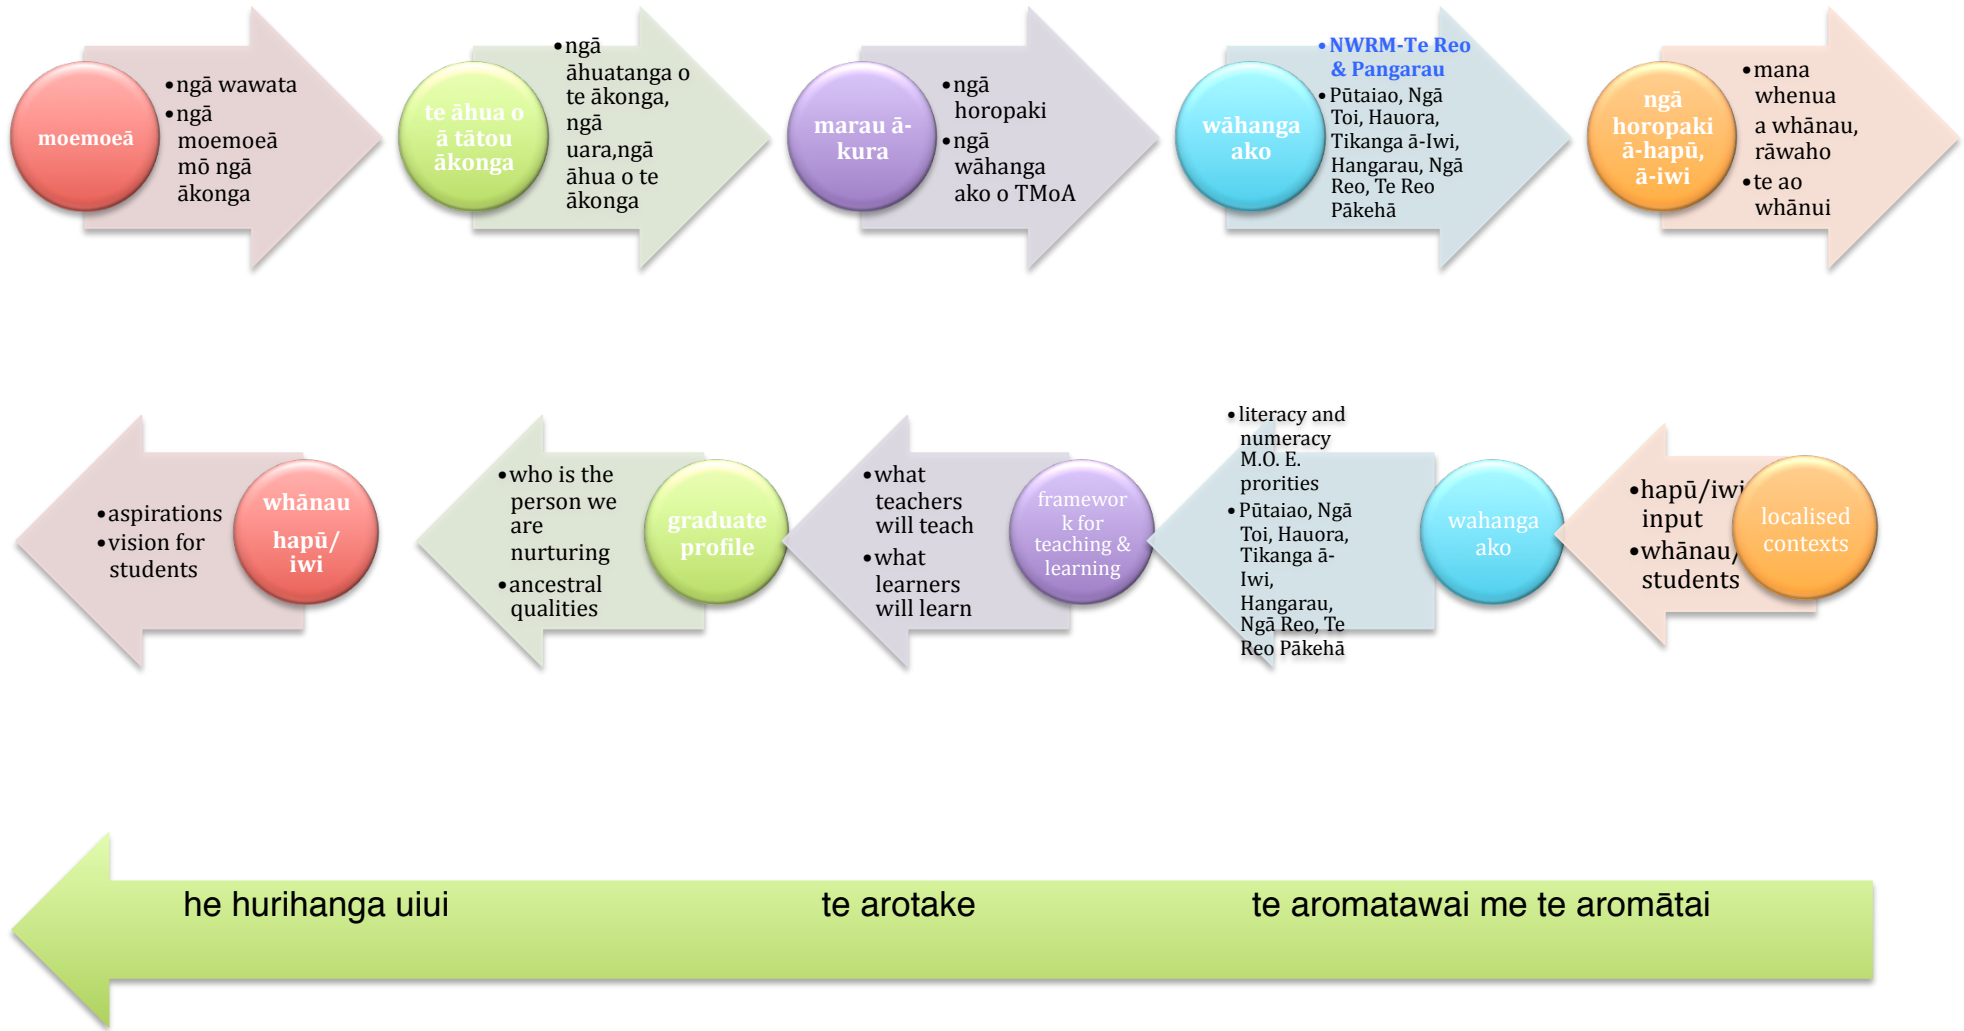 moemoeā
•ngā wawata
•ngā
moemoeā
mō ngā
ākonga
te āhua o
ā tātou
ākonga
•ngā
āhuatanga o
te ākonga,
ngā
uara,ngā
āhua o te
ākonga
marau ā-
kura
•ngā
horopaki
•ngā
wāhanga
ako o TMoA
wāhanga
ako
•NWRM-Te Reo
& Pangarau
•Pūtaiao, Ngā
Toi, Hauora,
Tikanga ā-Iwi,
Hangarau, Ngā
Reo, Te Reo
Pākehā
ngā
horopaki
ā-hapū,
ā-iwi
•mana
whenua
a whānau,
rāwaho
•te ao
whānui
•aspirations
•vision for
students
whānau
hapū/
iwi
•who is the
person we
are
nurturing
•ancestral
qualities
graduate
profile
•what
teachers
will teach
•what
learners
will learn
framewor
k for
teaching &
learning
•literacy and
numeracy
M.O. E.
prorities
•Pūtaiao, Ngā
Toi, Hauora,
Tikanga ā-
Iwi,
Hangarau,
Ngā Reo, Te
Reo Pākehā
wahanga
ako
•hapū/iwi
input
•whānau/
students
localised
contexts
he hurihanga uiui
te arotake
te aromatawai me te aromātai